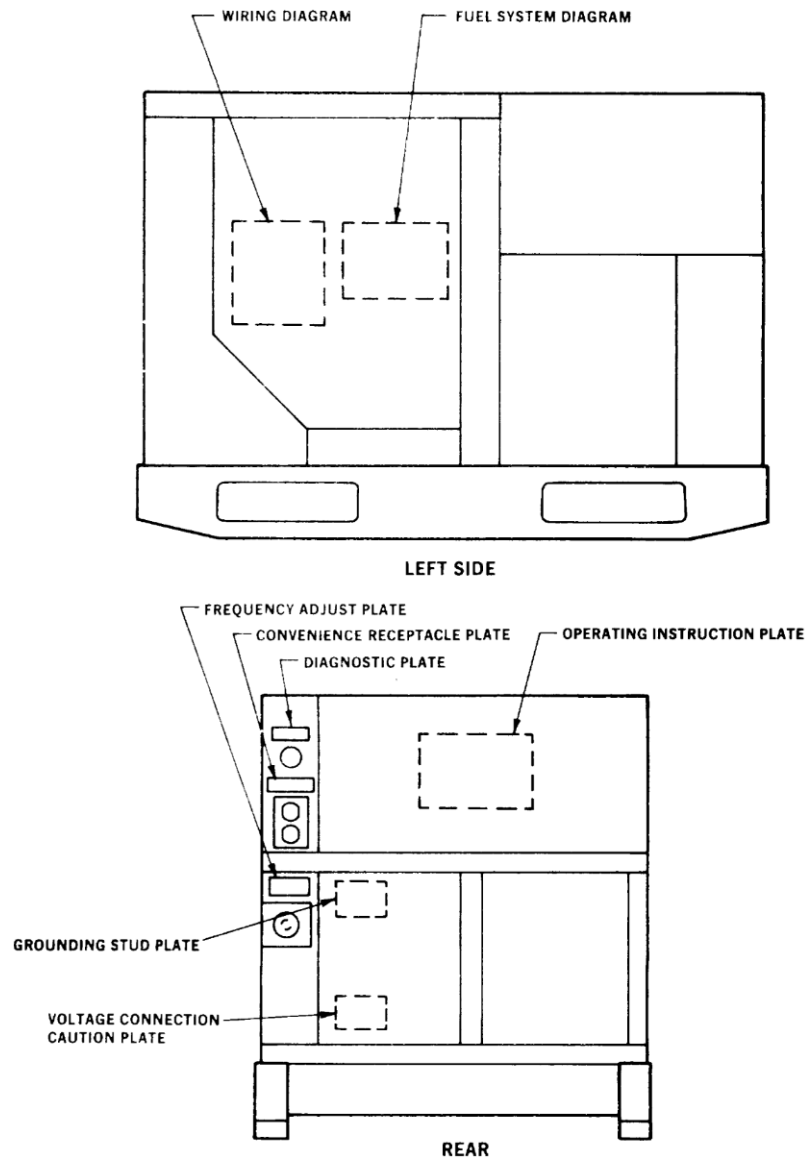 WIRING DIAGRAM
FUEL SYSTEM DIAGRAM
LEFT SIDE
FREQUENCY ADJUST PLATE
CONVENIENCE RECEPTACLE PLATE
OPERATING INSTRUCTION PLATE
DIAGNOSTIC PLATE
GROUNDING STUD PLATE
VOLTAGE CONNECTION
CAUTION PLATE
REAR